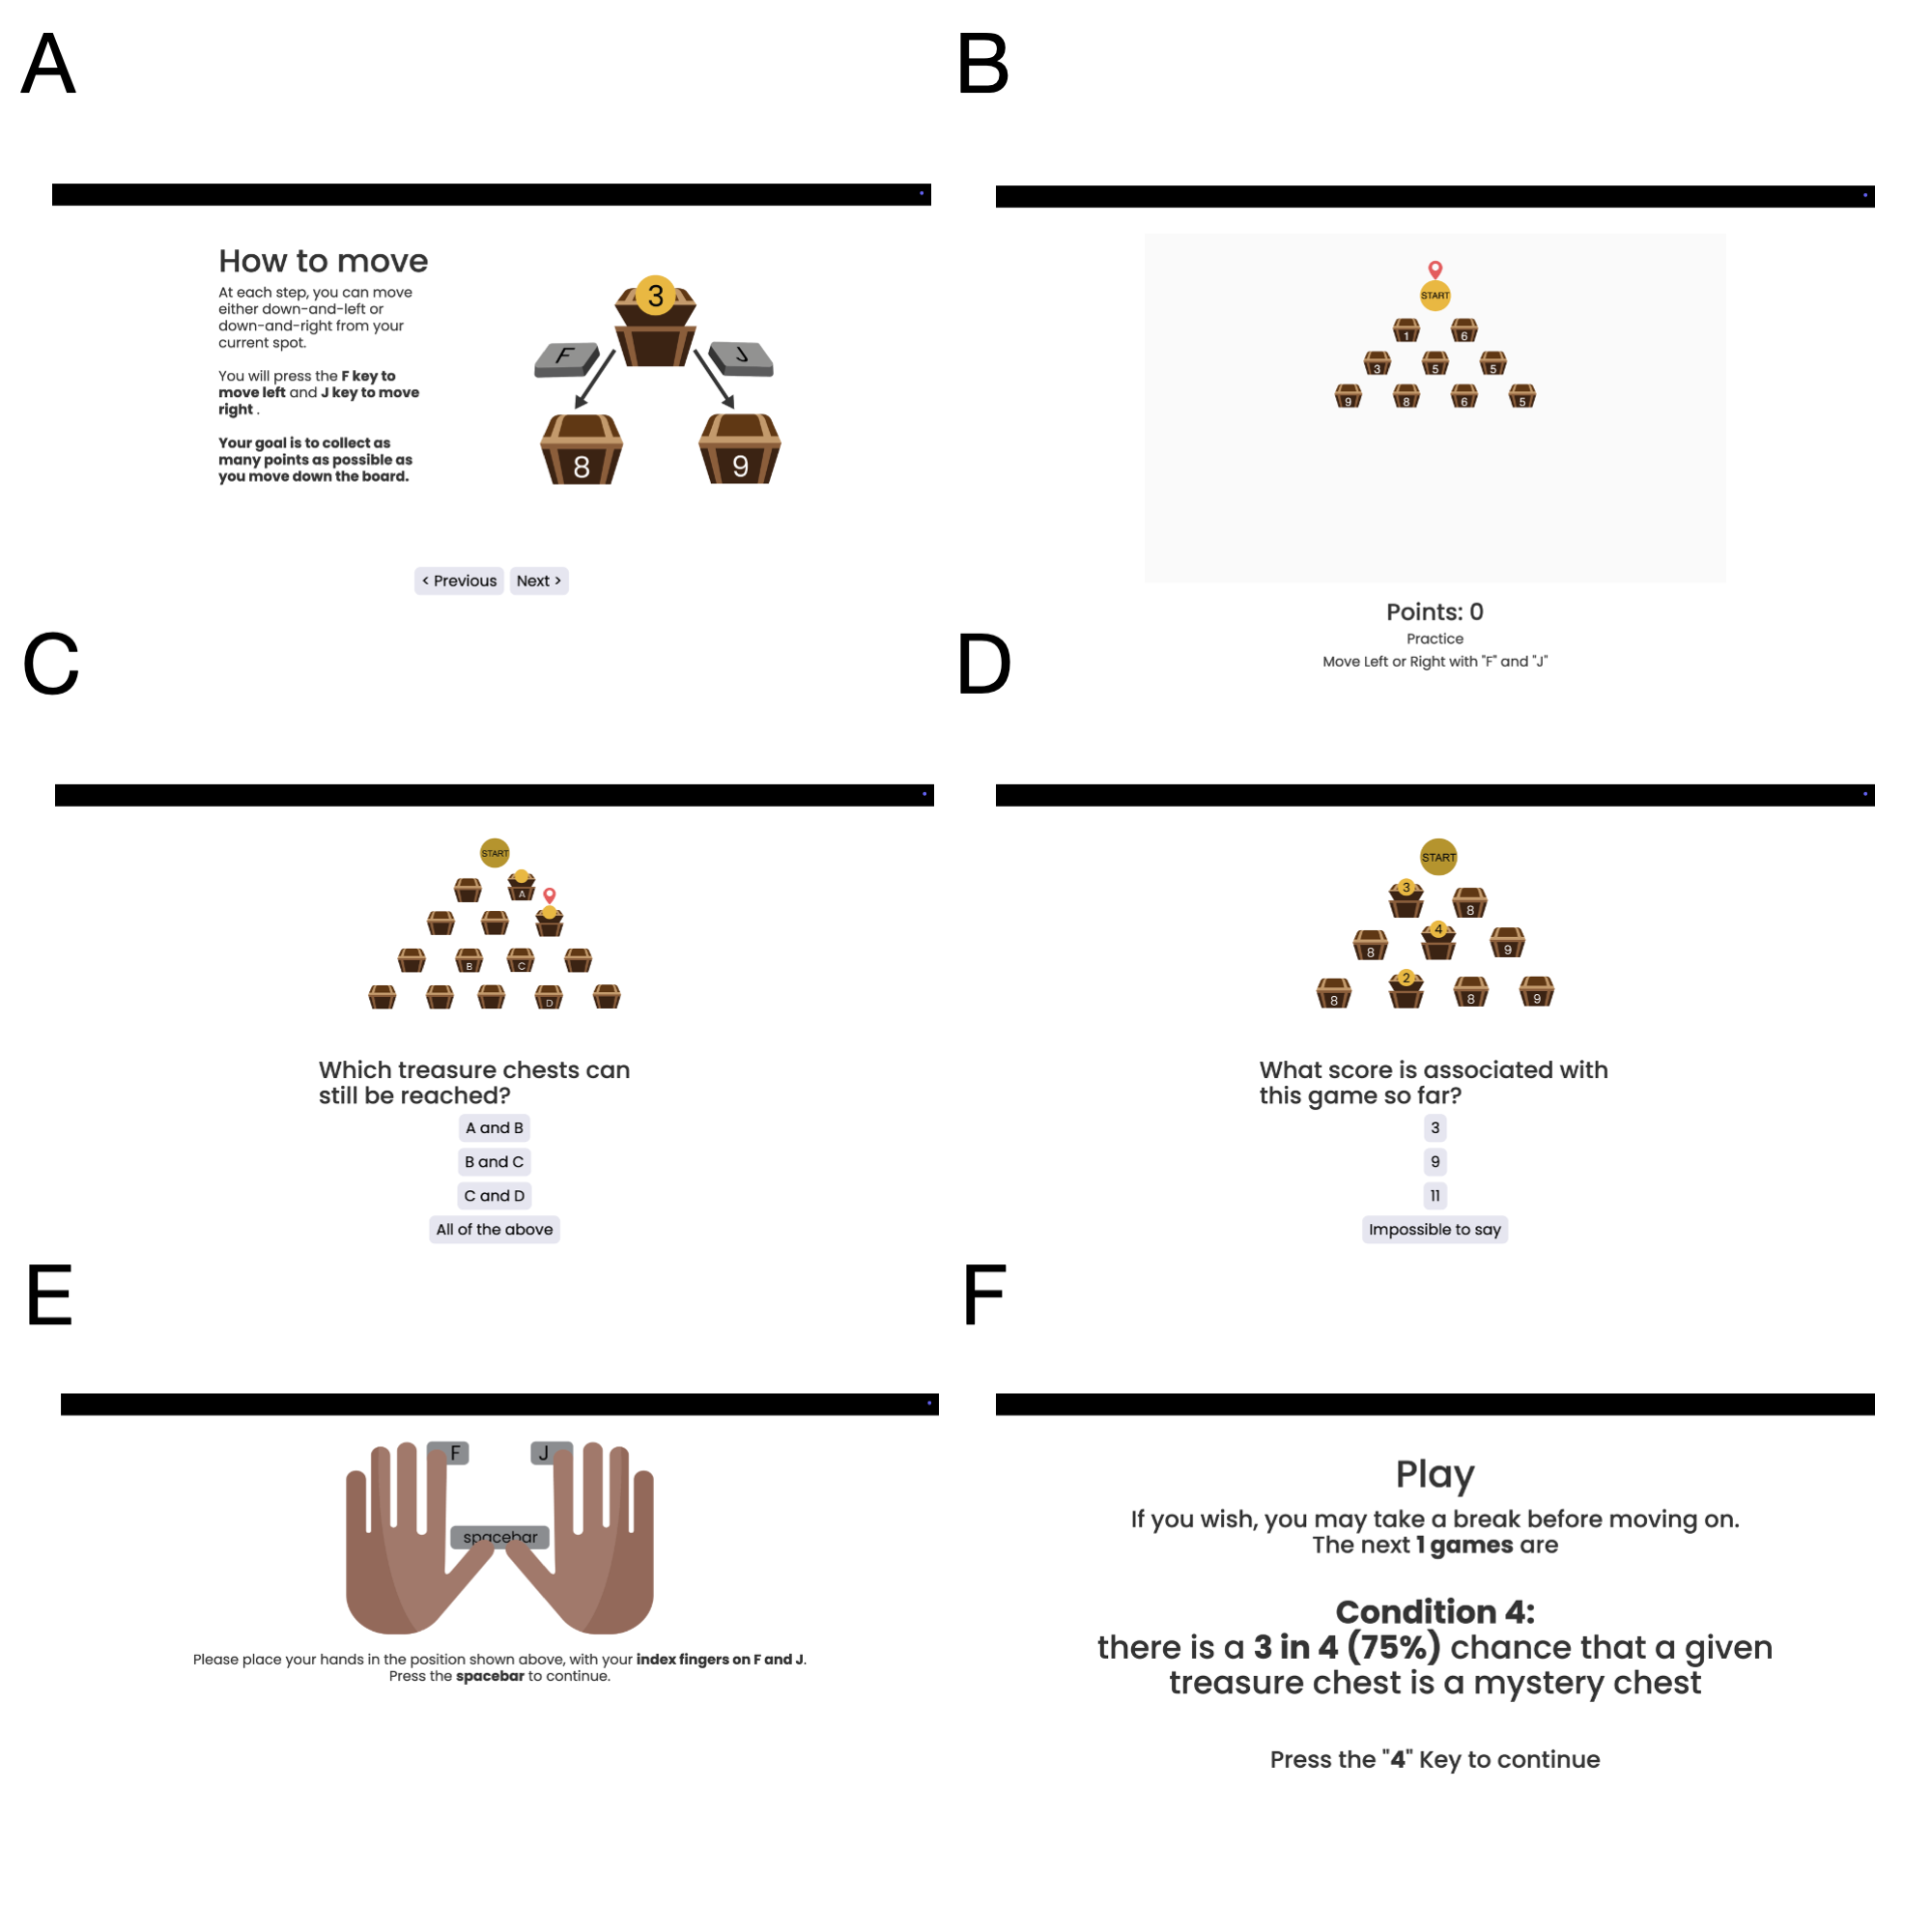 A
How to move
At each step, you can move
either down-and-left or
down-and-right from your
current spot.
You will press the F key to
move left and J key to move
right .
Your goal is to collect as
many points as possible as
you move down the board.
3
F
J
8
9
< Previous
Next >
B
START
1
6
3
5
5
9
8
6
5
Points: 0
Practice
Move Left or Right with "F" and "J"
C
START
A
B
C
D
Which treasure chests can
still be reached?
A and B
B and C
C and D
All of the above
D
START
3
8
8
4
9
8
2
8
9
What score is associated with
this game so far?
3
9
11
Impossible to say
E
F
J
spacebar
Please place your hands in the position shown above, with your index fingers on F and J.
Press the spacebar to continue.
F
Play
If you wish, you may take a break before moving on.
The next 1 games are
Condition 4:
there is a 3 in 4 (75%) chance that a given
treasure chest is a mystery chest
Press the "4" Key to continue